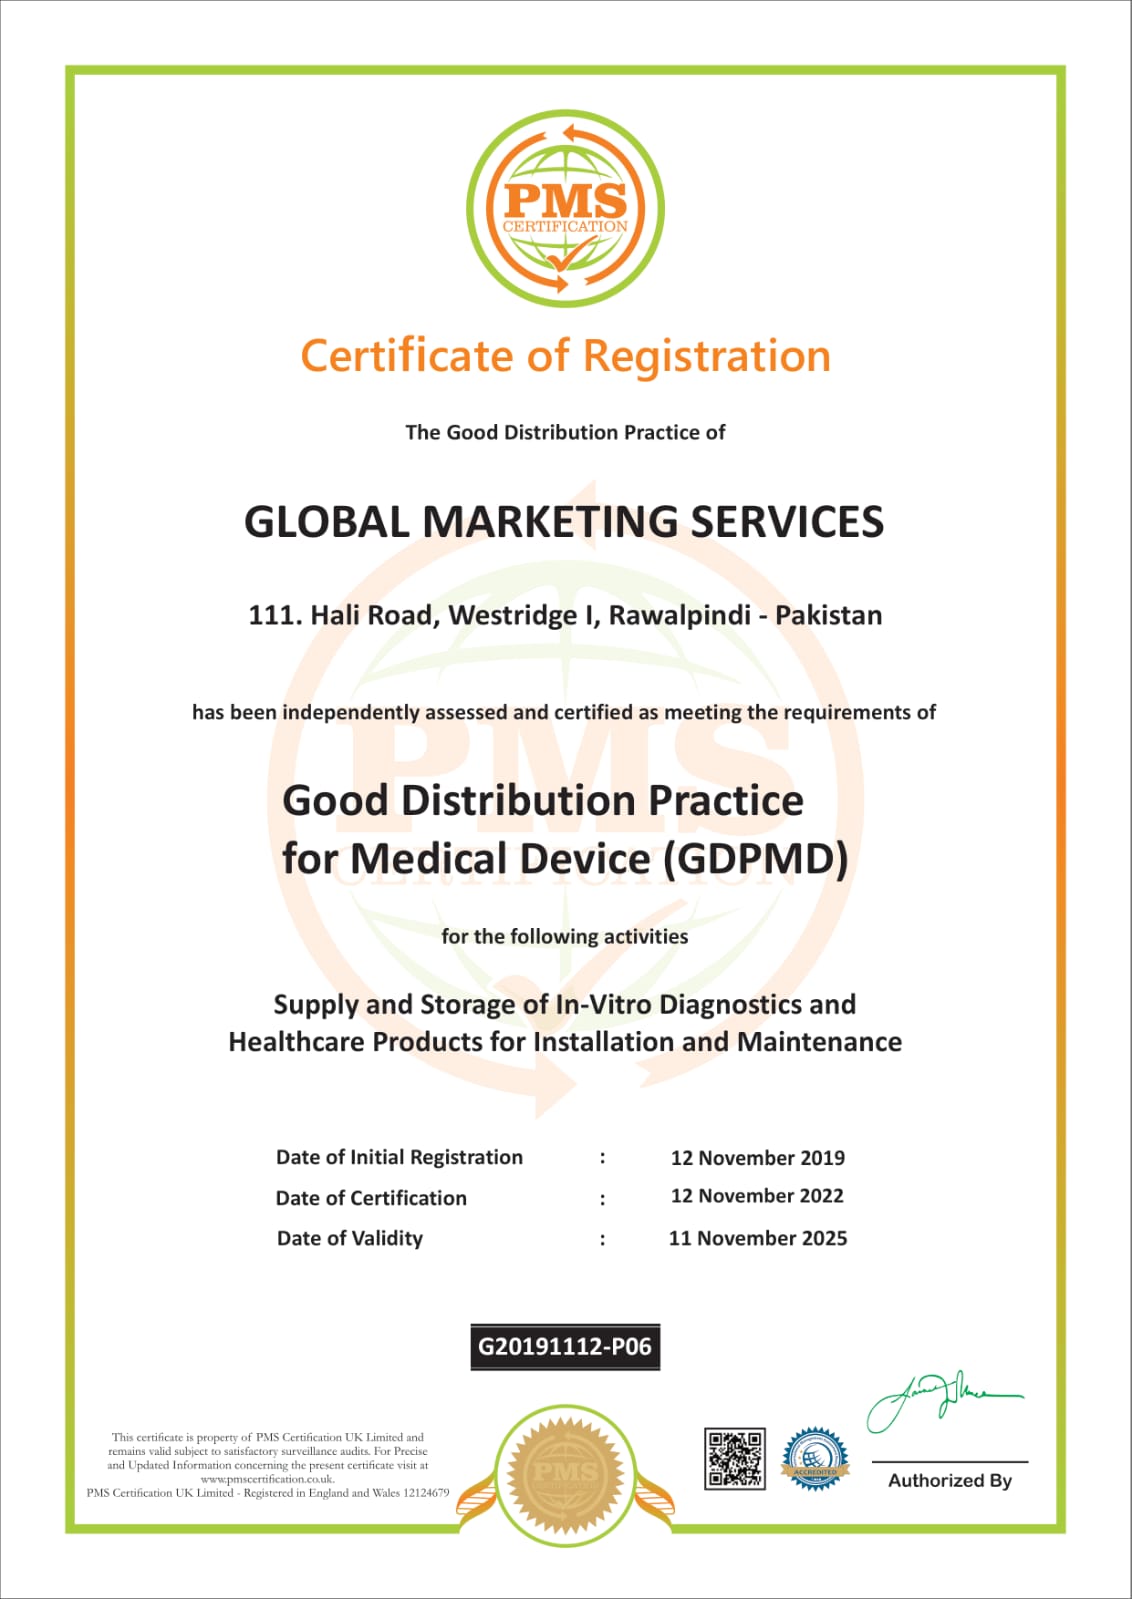 PMS
CERTIFICATION
Certificate of Registration
The Good Distribution Practice of
GLOBAL MARKETING SERVICES
111. Hali Road, Westridge I, Rawalpindi - Pakistan
has been independently assessed and certified as meeting the requirements of
Good Distribution Practice
for Medical Device (GDPMD)
for the following activities
Supply and Storage of In-Vitro Diagnostics and
Healthcare Products for Installation and Maintenance
Date of Initial Registration : 12 November 2019
Date of Certification : 12 November 2022
Date of Validity : 11 November 2025
G20191112-P06
This certificate is property of PMS Certification UK Limited and
remains valid subject to satisfactory surveillance audits. For Precise
and Updated Information concerning the present certificate visit at
www.pmscertification.co.uk.
PMS Certification UK Limited - Registered in England and Wales 12124679
PMS
ACCREDITED
Authorized By